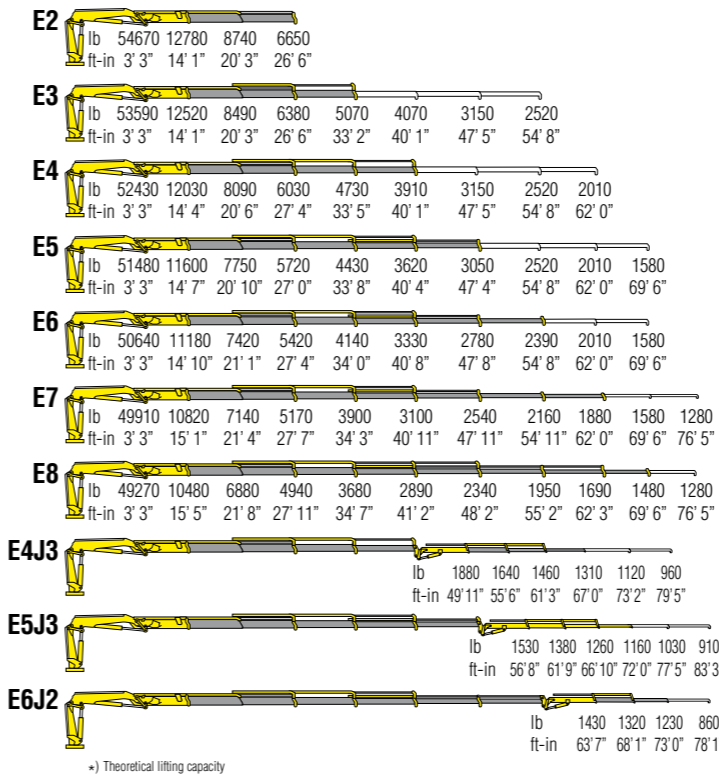 E2
lb 54670 12780 8740 6650
ft-in 3' 3" 14' 1" 20' 3" 26' 6"
E3
lb 53590 12520 8490 6380 5070 4070 3150 2520
ft-in 3' 3" 14' 1" 20' 3" 26' 6" 33' 2" 40' 1" 47' 5" 54' 8"
E4
lb 52430 12030 8090 6030 4730 3910 3150 2520 2010
ft-in 3' 3" 14' 4" 20' 6" 27' 4" 33' 5" 40' 1" 47' 5" 54' 8" 62' 0"
E5
lb 51480 11600 7750 5720 4430 3620 3050 2520 2010 1580
ft-in 3' 3" 14' 7" 20' 10" 27' 0" 33' 8" 40' 4" 47' 4" 54' 8" 62' 0" 69' 6"
E6
lb 50640 11180 7420 5420 4140 3330 2780 2390 2010 1580
ft-in 3' 3" 14' 10" 21' 1" 27' 4" 34' 0" 40' 8" 47' 8" 54' 8" 62' 0" 69' 6"
E7
lb 49910 10820 7140 5170 3900 3100 2540 2160 1880 1580 1280
ft-in 3' 3" 15' 1" 21' 4" 27' 7" 34' 3" 40' 11" 47' 11" 54' 11" 62' 0" 69' 6" 76' 5"
E8
lb 49270 10480 6880 4940 3680 2890 2340 1950 1690 1480 1280
ft-in 3' 3" 15' 5" 21' 8" 27' 11" 34' 7" 41' 2" 48' 2" 55' 2" 62' 3" 69' 6" 76' 5"
E4J3
lb 1880 1640 1460 1310 1120 960
ft-in 49' 11" 55' 6" 61' 3" 67' 0" 73' 2" 79' 5"
E5J3
lb 1530 1380 1260 1160 1030 910
ft-in 56' 8" 61' 9" 66' 10" 72' 0" 77' 5" 83' 3
E6J2
lb 1430 1320 1230 860
ft-in 63' 7" 68' 1" 73' 0" 78' 1
*) Theoretical lifting capacity